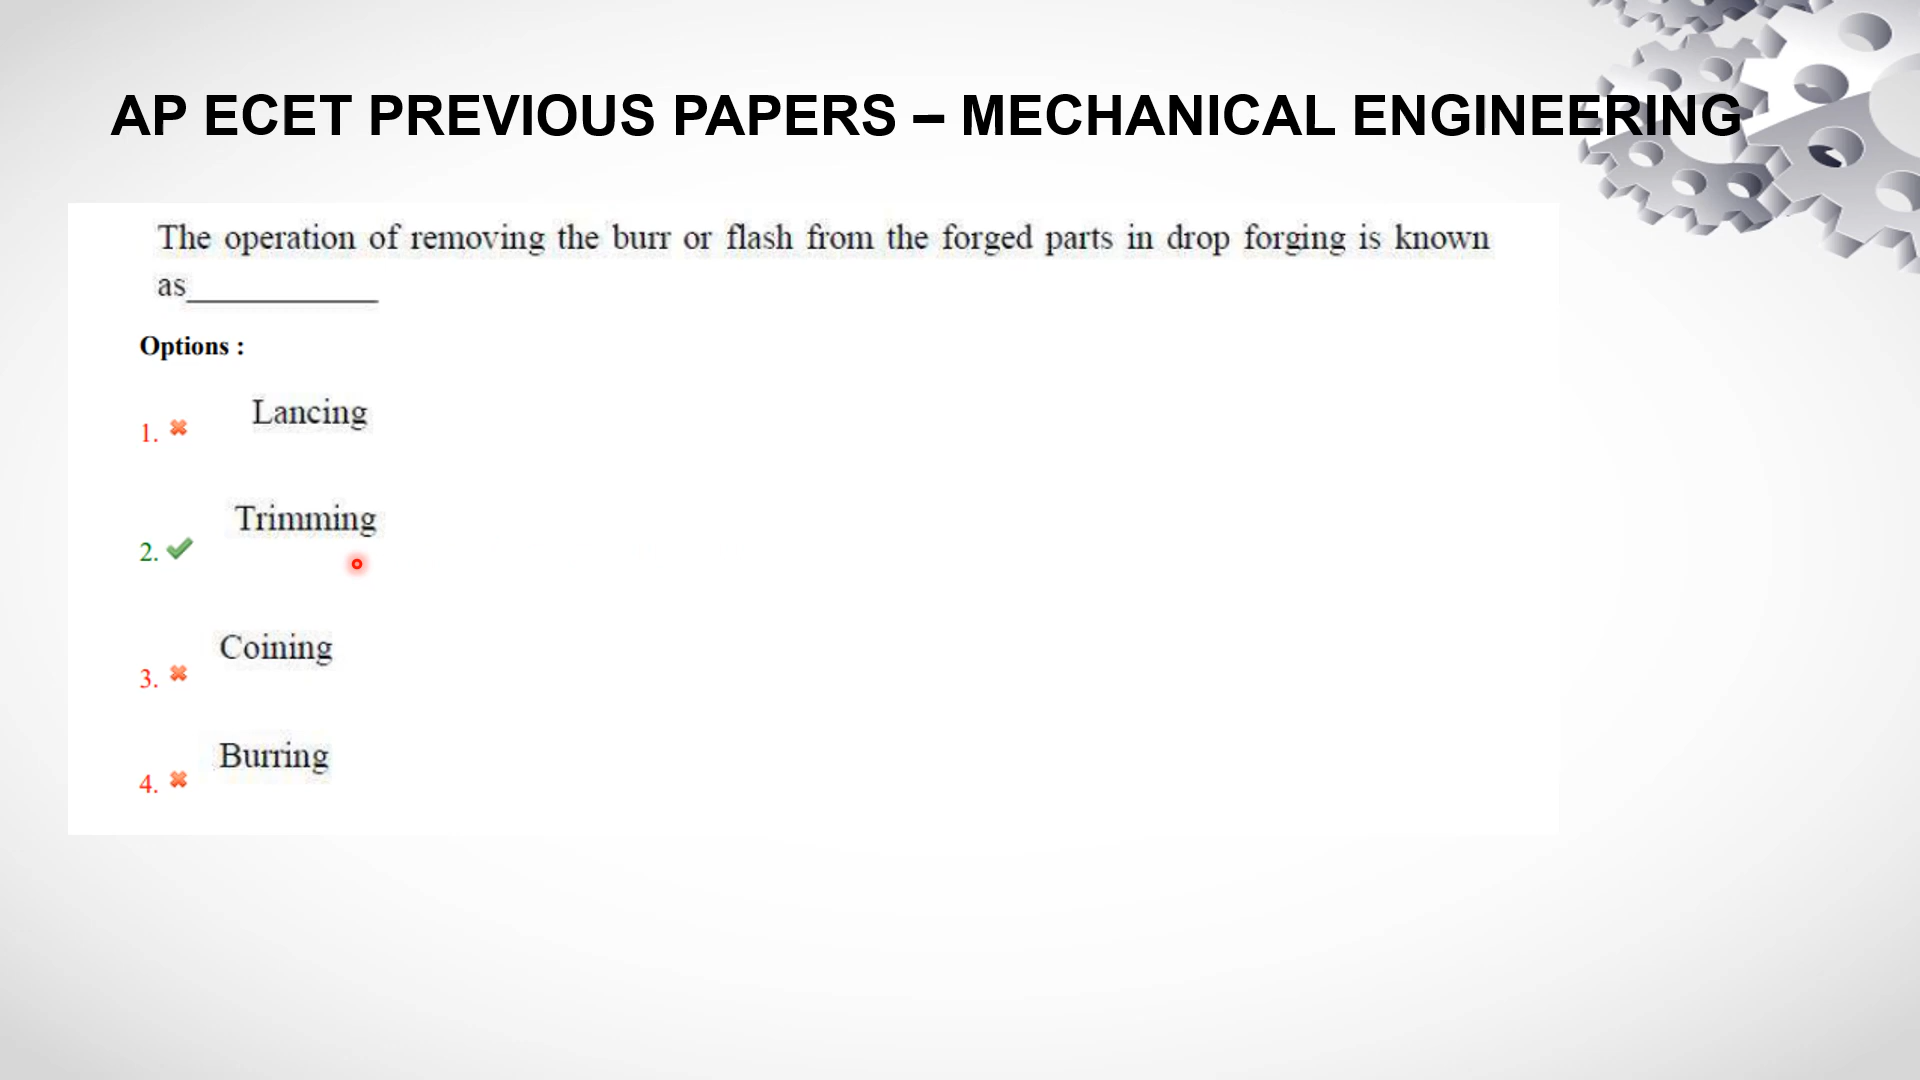 AP ECET PREVIOUS PAPERS – MECHANICAL ENGINEERING
The operation of removing the burr or flash from the forged parts in drop forging is known
as____________
Options :
1. Lancing
2. Trimming
3. Coining
4. Burring